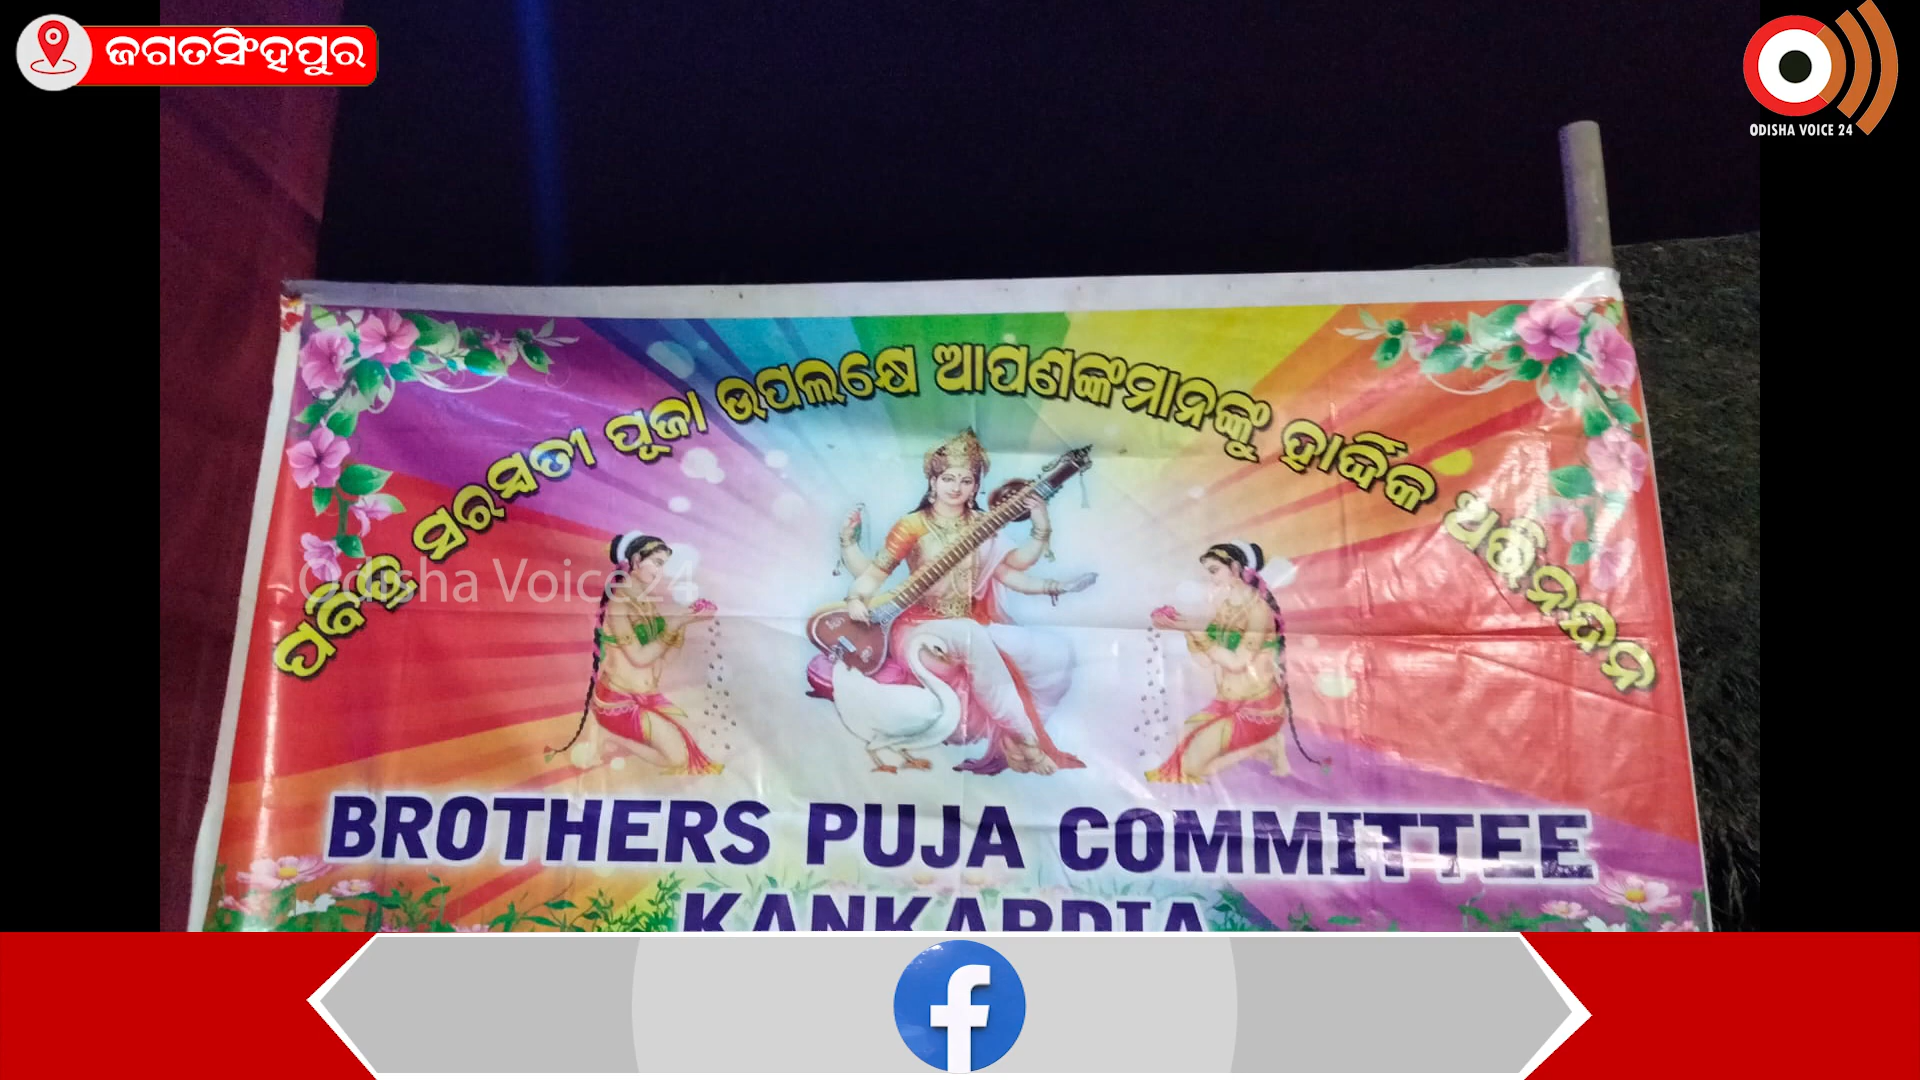 ଜଗତସିଂହପୁର
ODISHA VOICE 24
ପବିତ୍ର ସରସ୍ୱତୀ ପୂଜା ଉପଲକ୍ଷେ ଆପଣଙ୍କମାନଙ୍କୁ ହାର୍ଦ୍ଦିକ ଅଭିନନ୍ଦନ
Odisha Voice24
BROTHERS PUJA COMMITTEE
KANKARDIA